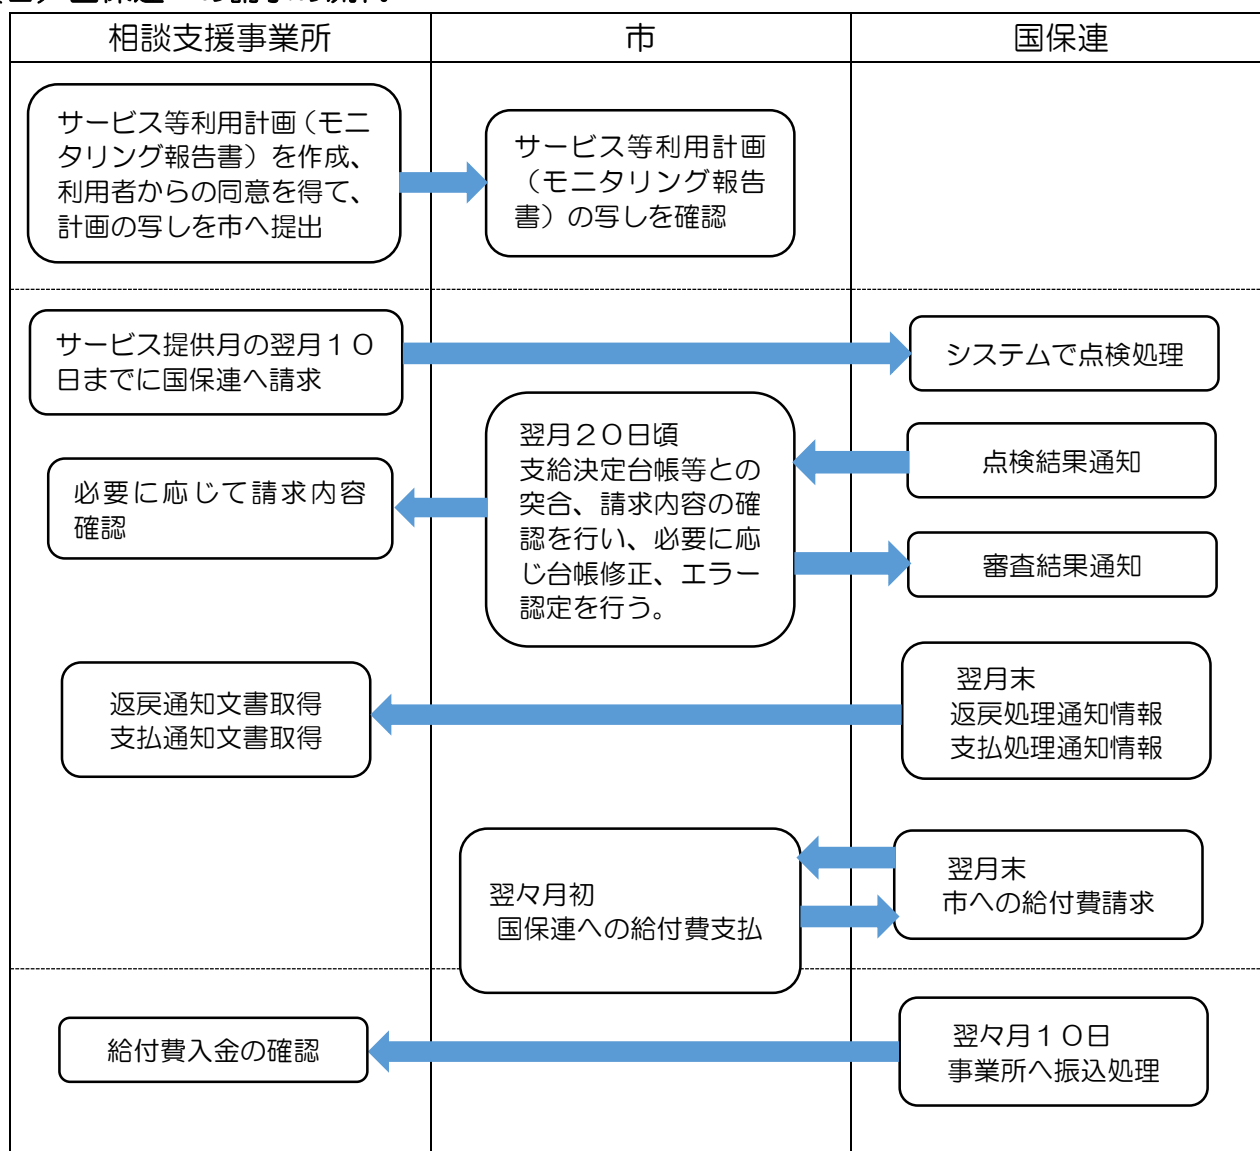 相談支援事業所
市
国保連
サービス等利用計画（モニ
タリング報告書）を作成、
利用者からの同意を得て、
計画の写しを市へ提出
サービス等利用計画
（モニタリング報告
書）の写しを確認
サービス提供月の翌月１０
日までに国保連へ請求
システムで点検処理
翌月２０日頃
支給決定台帳等との
突合、請求内容の確
認を行い、必要に応
じ台帳修正、エラー
認定を行う。
点検結果通知
必要に応じて請求内容
確認
審査結果通知
返戻通知文書取得
支払通知文書取得
翌月末
返戻処理通知情報
支払処理通知情報
翌々月初
国保連への給付費支払
翌月末
市への給付費請求
給付費入金の確認
翌々月１０日
事業所へ振込処理